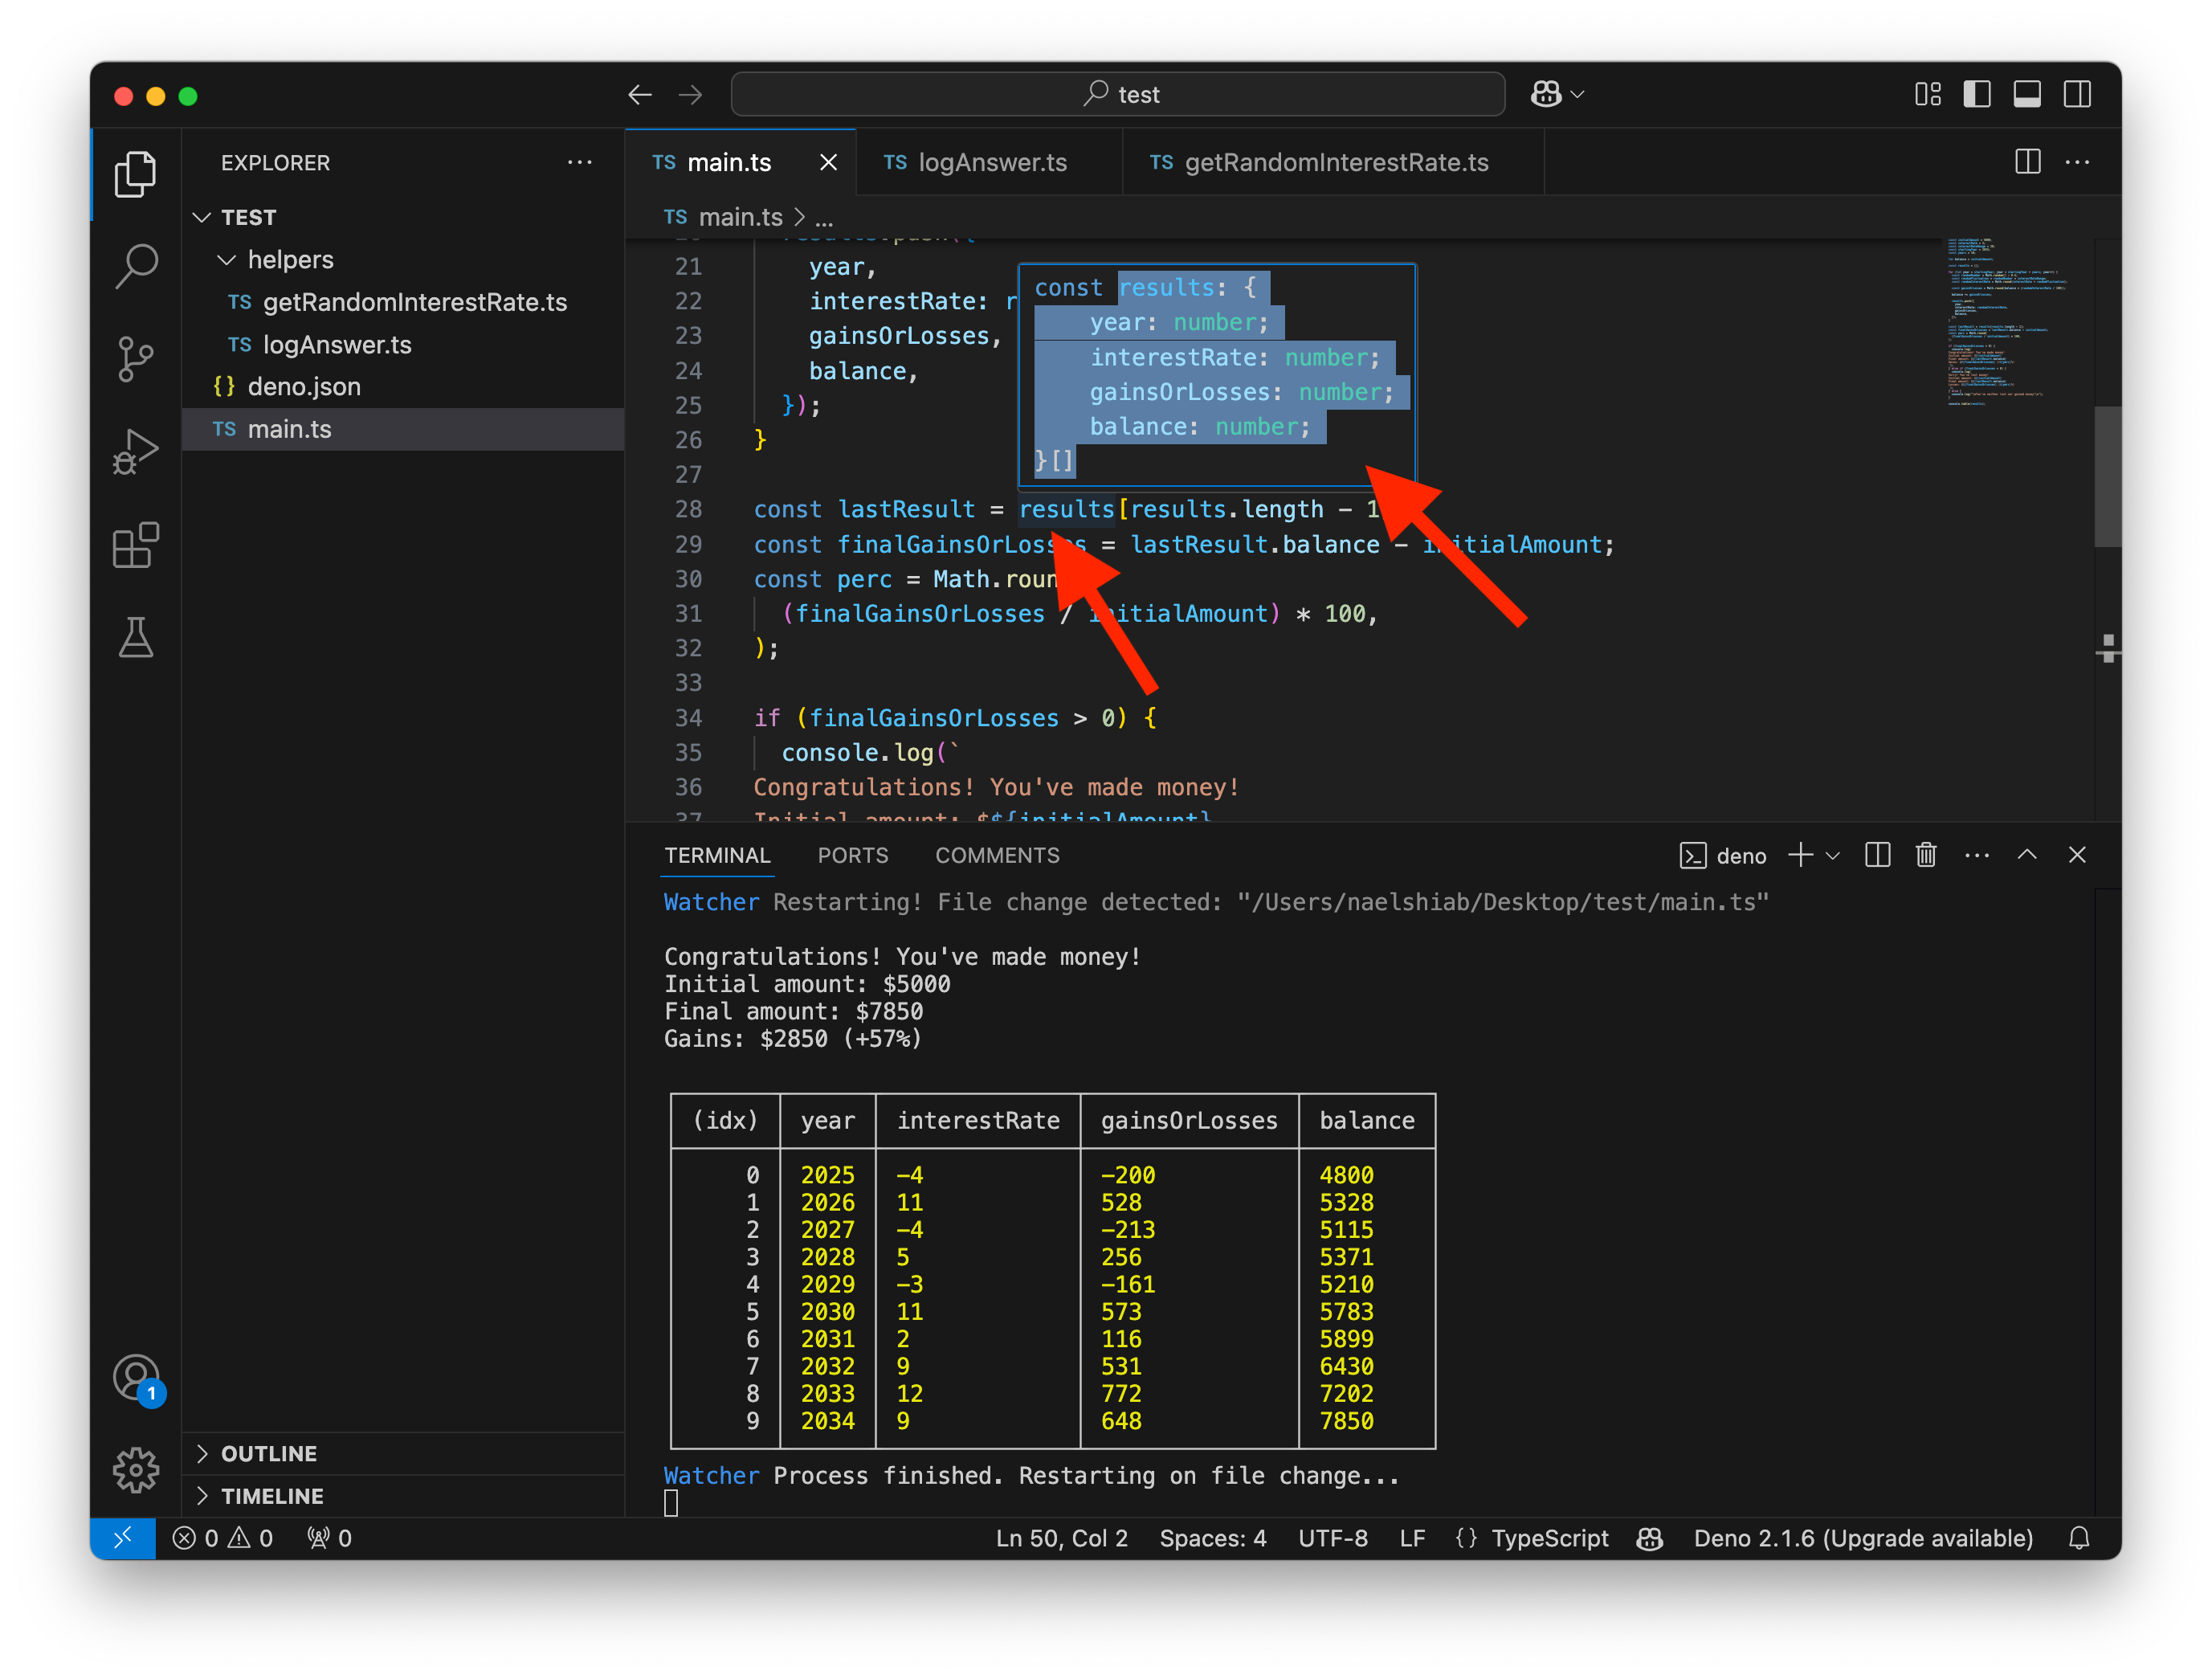 test
EXPLORER
TEST
helpers
TS getRandomInterestRate.ts
TS logAnswer.ts
{} deno.json
TS main.ts
OUTLINE
TIMELINE
1
TS main.ts
TS logAnswer.ts
TS getRandomInterestRate.ts
TS main.ts > ...
21 year,
22 interestRate: r
23 gainsOrLosses,
24 balance,
25 });
26 }
27
const results: {
year: number;
interestRate: number;
gainsOrLosses: number;
balance: number;
}[]
28 const lastResult = results[results.length - 1
29 const finalGainsOrLosses = lastResult.balance - initialAmount;
30 const perc = Math.roun
31 (finalGainsOrLosses / initialAmount) * 100,
32 );
33
34 if (finalGainsOrLosses > 0) {
35 console.log(`
36 Congratulations! You've made money!
37 Initial amount: $${initialAmount}
TERMINAL PORTS COMMENTS
deno
Watcher Restarting! File change detected: "/Users/naelshiab/Desktop/test/main.ts"
Congratulations! You've made money!
Initial amount: $5000
Final amount: $7850
Gains: $2850 (+57%)
(idx) year interestRate gainsOrLosses balance
0 2025 -4 -200 4800
1 2026 11 528 5328
2 2027 -4 -213 5115
3 2028 5 256 5371
4 2029 -3 -161 5210
5 2030 11 573 5783
6 2031 2 116 5899
7 2032 9 531 6430
8 2033 12 772 7202
9 2034 9 648 7850
Watcher Process finished. Restarting on file change...
0 0 0 Ln 50, Col 2 Spaces: 4 UTF-8 LF {} TypeScript Deno 2.1.6 (Upgrade available)